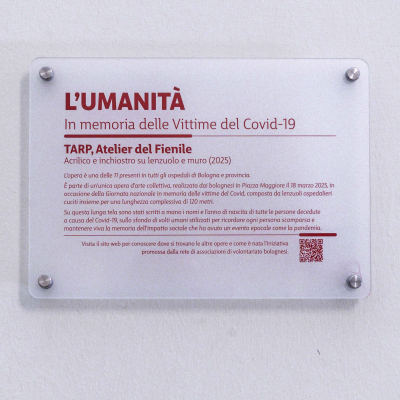 L'UMANITÀ
In memoria delle Vittime del Covid-19
TARP, Atelier del Fienile
Acrilico e inchiostro su lenzuolo e muro (2025)
L'opera è una delle 11 presenti in tutti gli ospedali di Bologna e provincia.
È parte di un'unica opera d'arte collettiva, realizzata dai bolognesi in Piazza Maggiore il 18 marzo 2025, in
occasione della Giornata nazionale in memoria delle vittime del Covid, composta da lenzuoli ospedalieri
cuciti insieme per una lunghezza complessiva di 120 metri.
Su questa lunga tela sono stati scritti a mano i nomi e l'anno di nascita di tutte le persone decedute
a causa del Covid-19, sullo sfondo di volti umani stilizzati per ricordare ogni persona scomparsa e
mantenere viva la memoria dell'impatto sociale che ha avuto un evento epocale come la pandemia.
Visita il sito web per conoscere dove si trovano le altre opere e come è nata l'iniziativa
promossa dalla rete di associazioni di volontariato bolognesi.